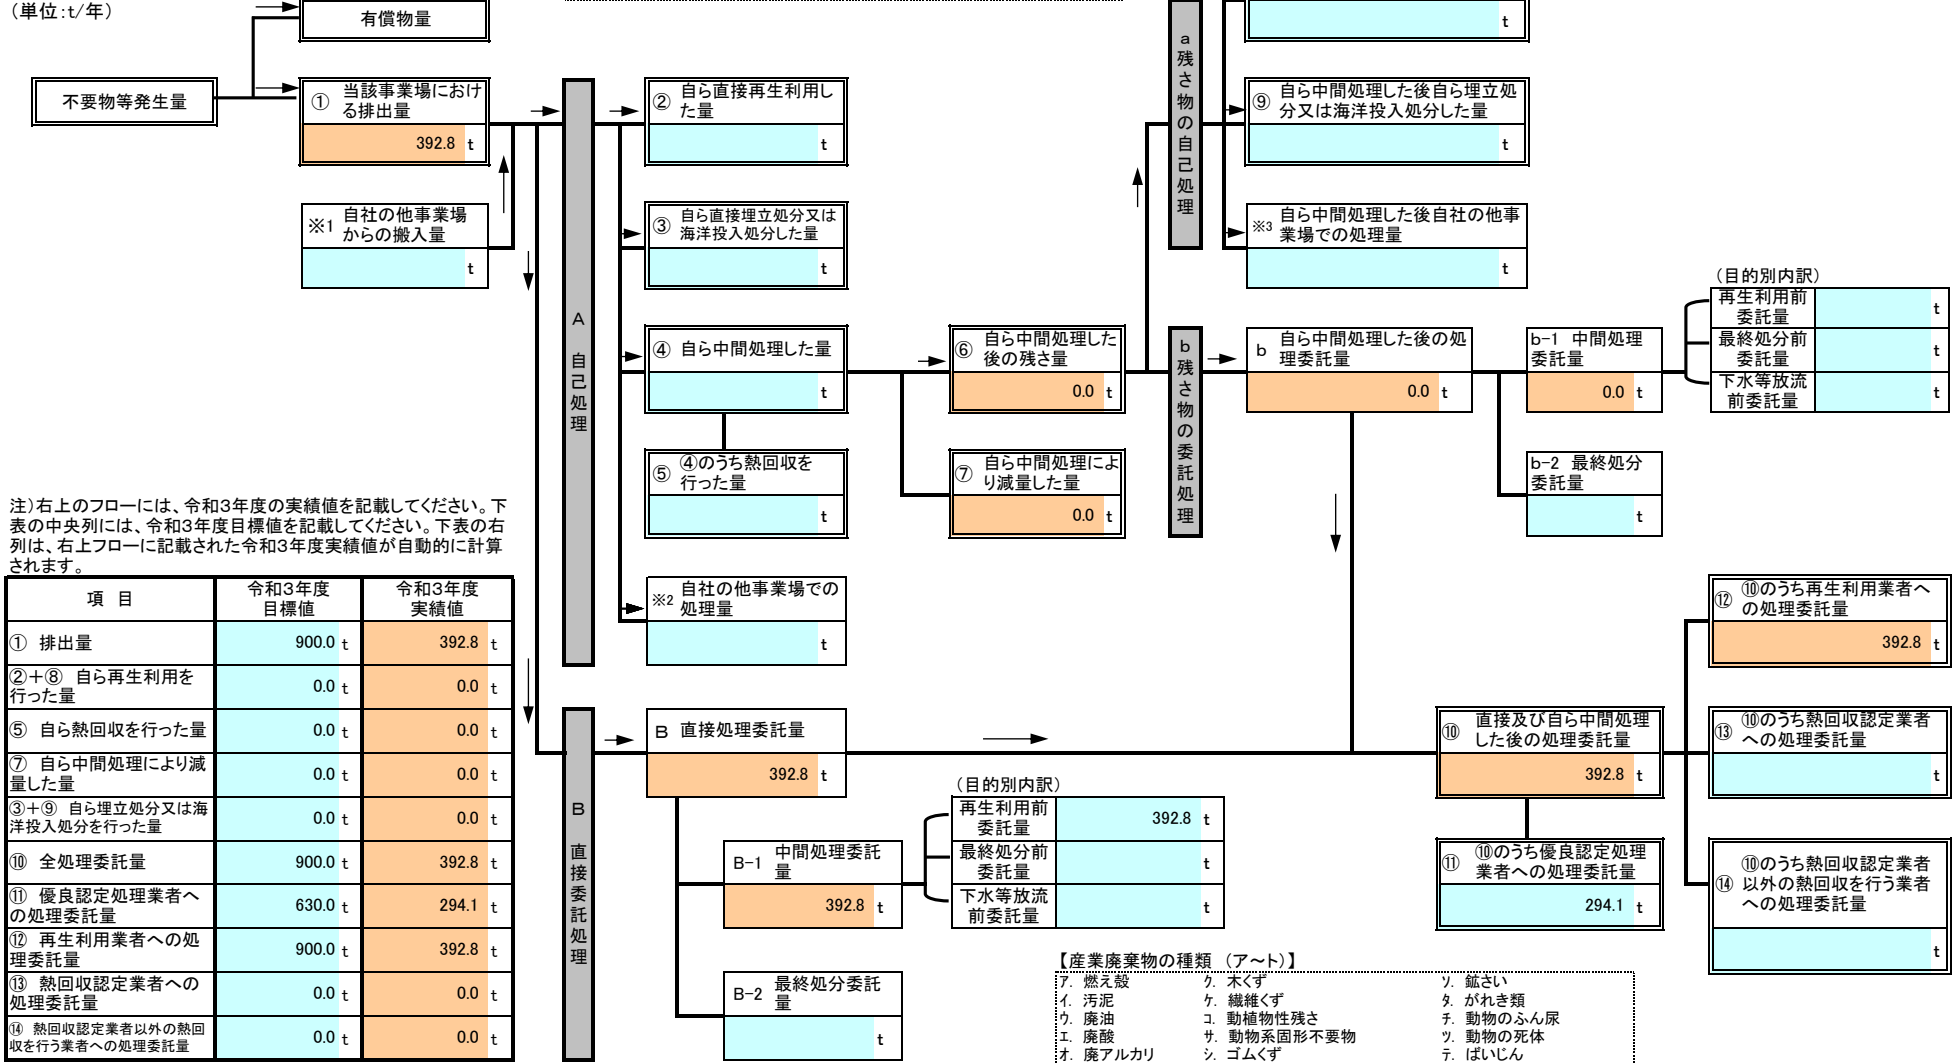 (単位:t/年)
有償物量
t
不要物等発生量
① 当該事業場におけ
る排出量
392.8 t
※1 自社の他事業場
からの搬入量
t
A 自己処理
② 自ら直接再生利用し
た量
t
③ 自ら直接埋立処分又は
海洋投入処分した量
t
④ 自ら中間処理した量
t
⑤ ④のうち熱回収を
行った量
t
※2 自社の他事業場での
処理量
t
⑥ 自ら中間処理した
後の残さ量
0.0 t
⑦ 自ら中間処理によ
り減量した量
0.0 t
a 残さ物の自己処理
⑨ 自ら中間処理した後自ら埋立処
分又は海洋投入処分した量
t
※3 自ら中間処理した後自社の他事
業場での処理量
t
b 残さ物の委託処理
b 自ら中間処理した後の処
理委託量
0.0 t
b-1 中間処理
委託量
0.0 t
b-2 最終処分
委託量
t
(目的別内訳)
再生利用前
委託量
t
最終処分前
委託量
t
下水等放流
前委託量
t
注)右上のフローには、令和3年度の実績値を記載してください。下
表の中央列には、令和3年度目標値を記載してください。下表の右
列は、右上フローに記載された令和3年度実績値が自動的に計算
されます。
項 目 令和3年度
目標値 令和3年度
実績値
① 排出量 900.0 t 392.8 t
②+⑧ 自ら再生利用を
行った量 0.0 t 0.0 t
⑤ 自ら熱回収を行った量 0.0 t 0.0 t
⑦ 自ら中間処理により減
量した量 0.0 t 0.0 t
③+⑨ 自ら埋立処分又は海
洋投入処分を行った量 0.0 t 0.0 t
⑩ 全処理委託量 900.0 t 392.8 t
⑪ 優良認定処理業者へ
の処理委託量 630.0 t 294.1 t
⑫ 再生利用業者への処
理委託量 900.0 t 392.8 t
⑬ 熱回収認定業者への
処理委託量 0.0 t 0.0 t
⑭ 熱回収認定業者以外の熱回
収を行う業者への処理委託量 0.0 t 0.0 t
B 直接委託処理
B 直接処理委託量
392.8 t
B-1 中間処理委託
量
392.8 t
B-2 最終処分委託
量
t
(目的別内訳)
再生利用前
委託量
392.8 t
最終処分前
委託量
t
下水等放流
前委託量
t
⑩ 直接及び自ら中間処理
した後の処理委託量
392.8 t
⑪ ⑩のうち優良認定処理
業者への処理委託量
294.1 t
⑫ ⑩のうち再生利用業者へ
の処理委託量
392.8 t
⑬ ⑩のうち熱回収認定業者
への処理委託量
t
⑭ ⑩のうち熱回収認定業者
以外の熱回収を行う業者
への処理委託量
t
【産業廃棄物の種類 (ア~ト)】
ア. 燃え殻 ク. 木くず ソ. 鉱さい
イ. 汚泥 ケ. 繊維くず タ. がれき類
ウ. 廃油 コ. 動植物性残さ チ. 動物のふん尿
エ. 廃酸 サ. 動物系固形不要物 ツ. 動物の死体
オ. 廃アルカリ シ. ゴムくず テ. ばいじん